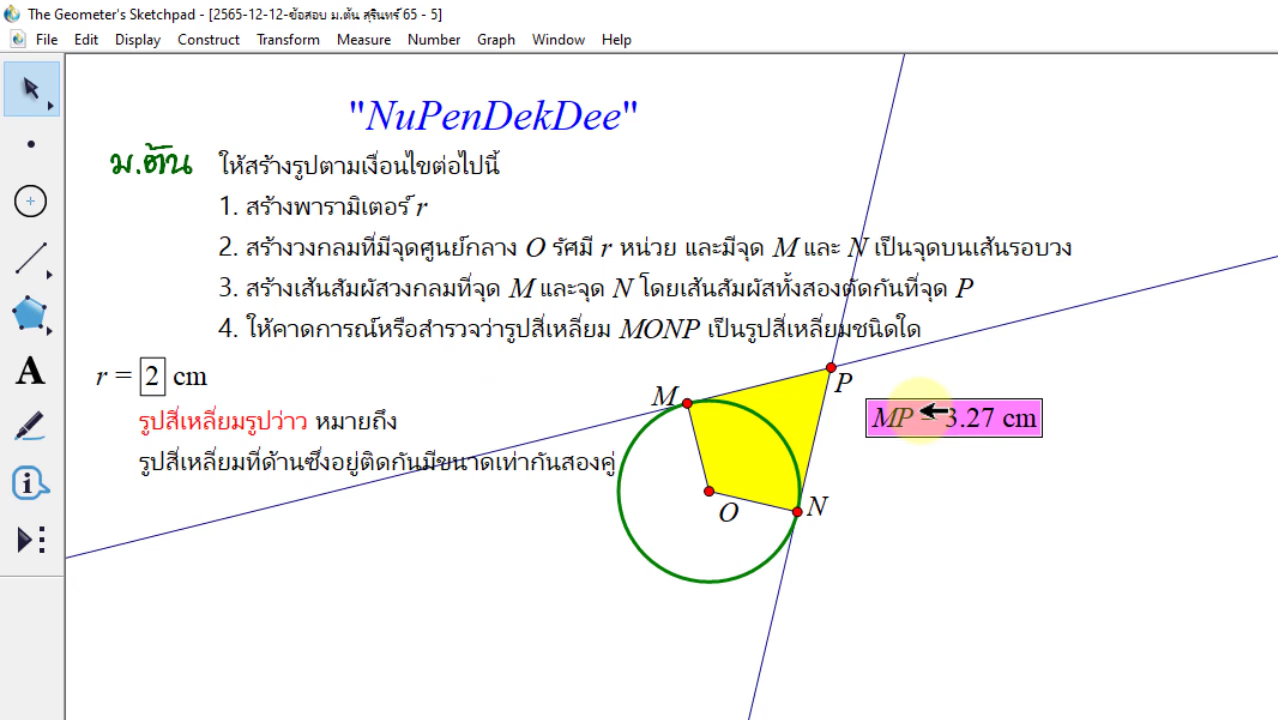 The Geometer's Sketchpad - [2565-12-12-ข้อสอบ ม.ต้น สุรินทร์ 65 - 5]
File Edit Display Construct Transform Measure Number Graph Window Help
"NuPenDekDee"
ม.ต้น ให้สร้างรูปตามเงื่อนไขต่อไปนี้
1. สร้างพารามิเตอร์ r
2. สร้างวงกลมที่มีจุดศูนย์กลาง O รัศมี r หน่วย และมีจุด M และ N เป็นจุดบนเส้นรอบวง
3. สร้างเส้นสัมผัสวงกลมที่จุด M และจุด N โดยเส้นสัมผัสทั้งสองตัดกันที่จุด P
4. ให้คาดการณ์หรือสำรวจว่ารูปสี่เหลี่ยม MONP เป็นรูปสี่เหลี่ยมชนิดใด
r = 2 cm
รูปสี่เหลี่ยมรูปว่าว หมายถึง
รูปสี่เหลี่ยมที่ด้านซึ่งอยู่ติดกันมีขนาดเท่ากันสองคู่
M
P
MP = 3.27 cm
O
N
A